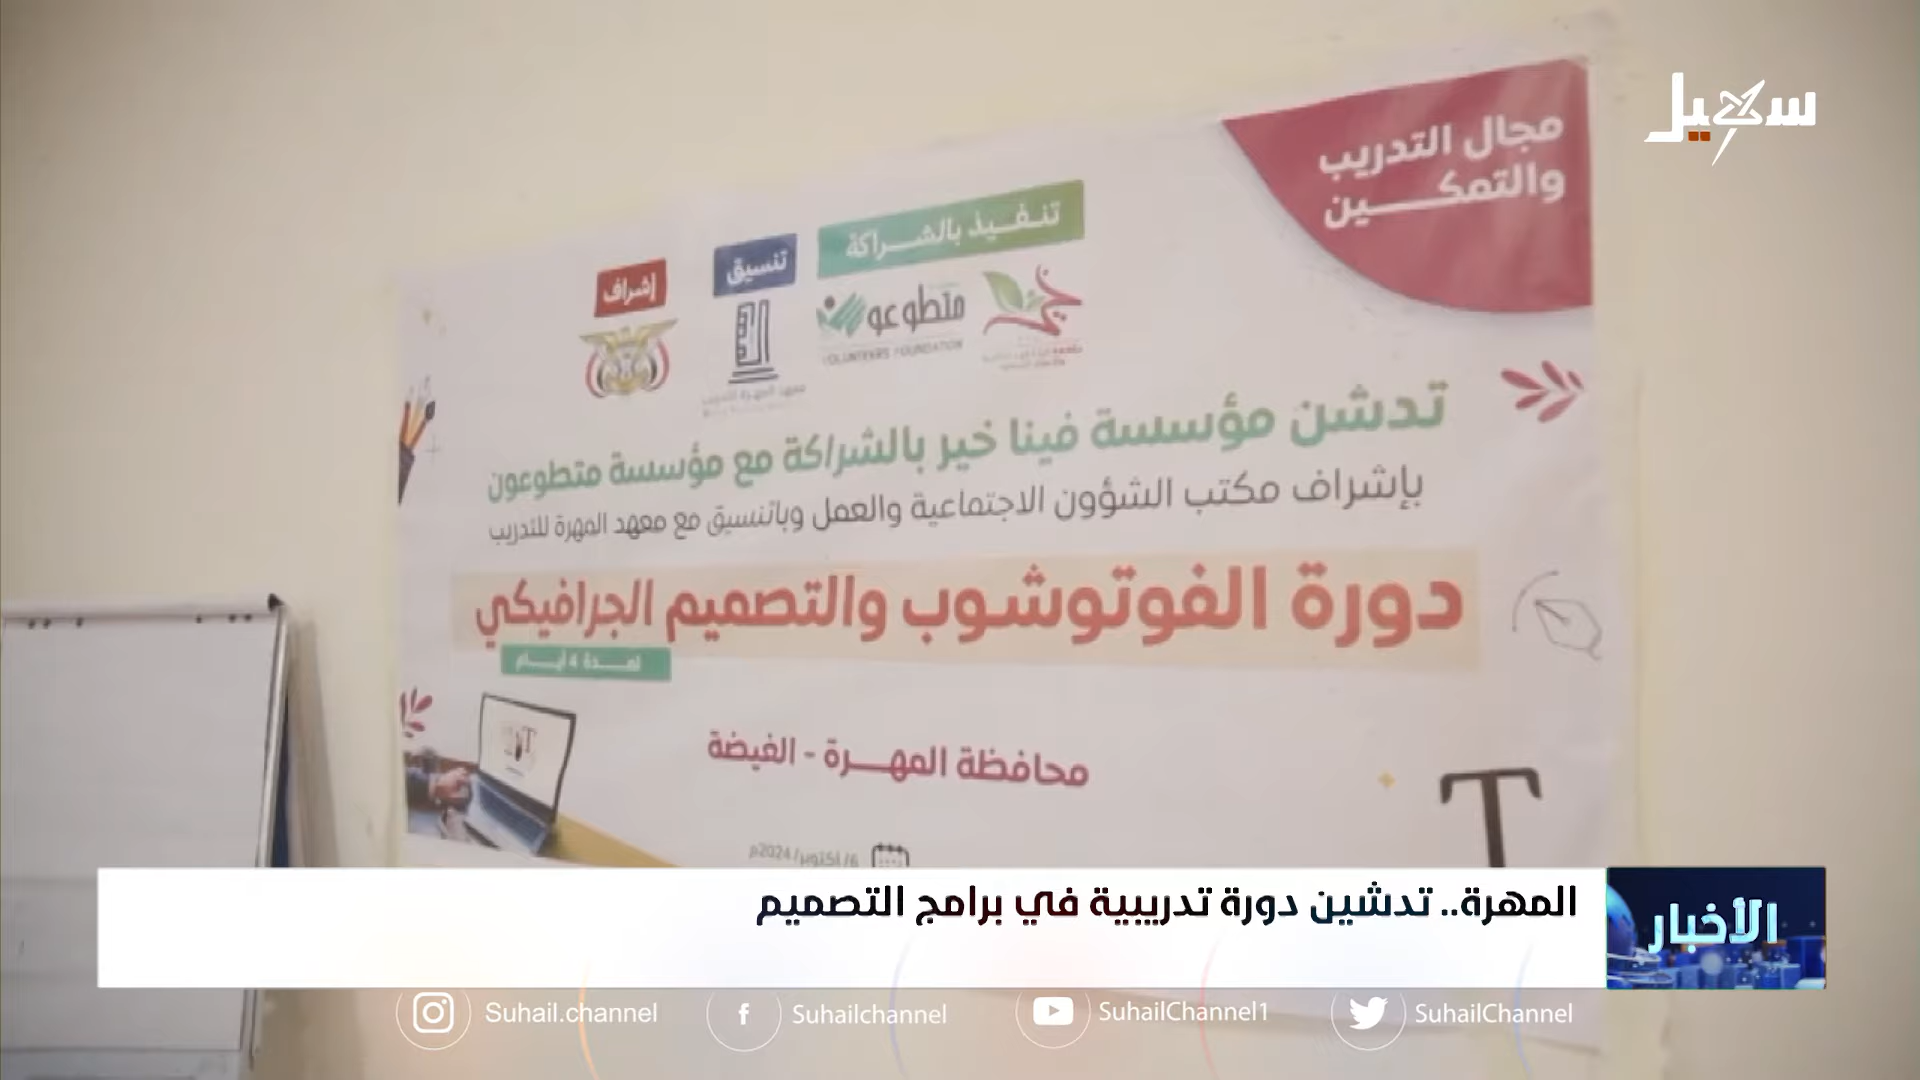 سهيل
مجال التدريب
والتمكين
تنفيذ بالشراكة
تنسيق
إشراف
متطوعون
VOLUNTEERS FOUNDATION
تدشن مؤسسة فينا خير بالشراكة مع مؤسسة متطوعون
بإشراف مكتب الشؤون الاجتماعية والعمل وبالتنسيق مع معهد المهرة للتدريب
دورة الفوتوشوب والتصميم الجرافيكي
لمدة 4 أيام
محافظة المهرة - الغيضة
6/ أكتوبر/ 2024م
T
الأخبار
المهرة.. تدشين دورة تدريبية في برامج التصميم
Suhail.channel
Suhailchannel
SuhailChannel1
SuhailChannel